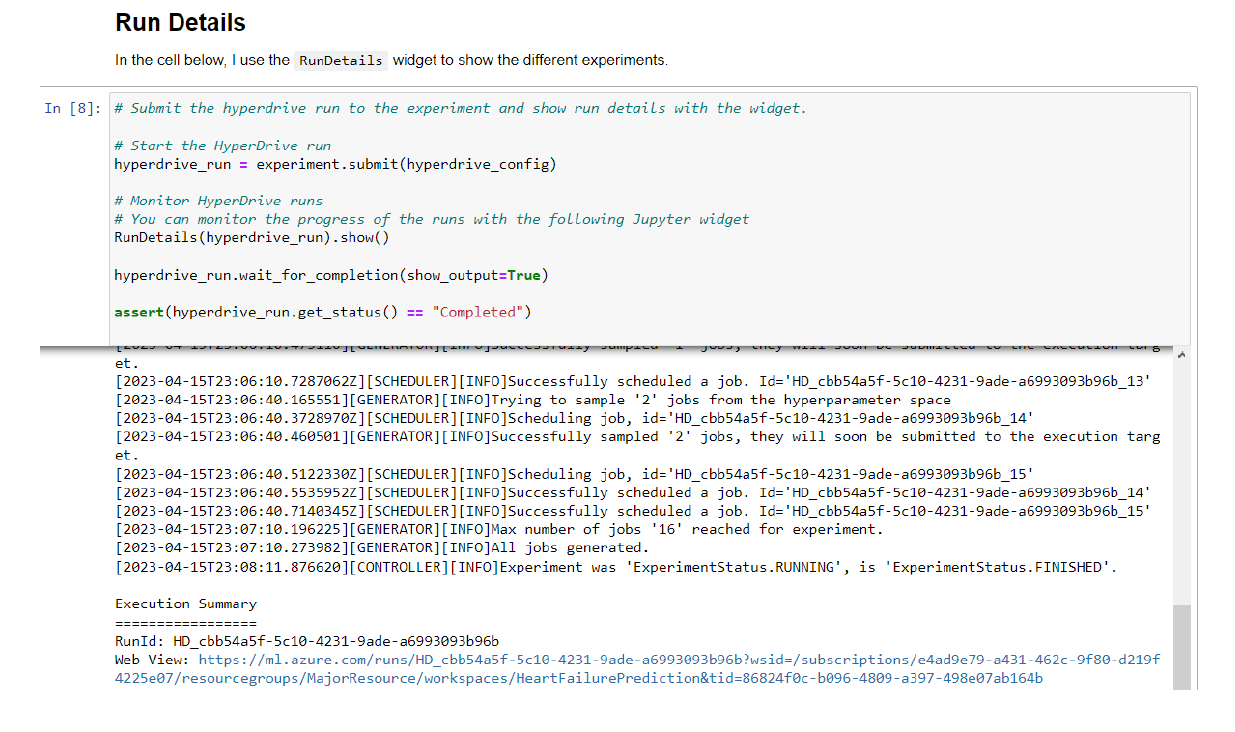 Run Details
In the cell below, I use the RunDetails widget to show the different experiments.
In [8]: # Submit the hyperdrive run to the experiment and show run details with the widget.
# Start the HyperDrive run
hyperdrive_run = experiment.submit(hyperdrive_config)
# Monitor HyperDrive runs
# You can monitor the progress of the runs with the following Jupyter widget
RunDetails(hyperdrive_run).show()
hyperdrive_run.wait_for_completion(show_output=True)
assert(hyperdrive_run.get_status() == "Completed")
et.
[2023-04-15T23:06:10.7287062Z][SCHEDULER][INFO]Successfully scheduled a job. Id='HD_cbb54a5f-5c10-4231-9ade-a6993093b96b_13'
[2023-04-15T23:06:40.165551][GENERATOR][INFO]Trying to sample '2' jobs from the hyperparameter space
[2023-04-15T23:06:40.3728970Z][SCHEDULER][INFO]Scheduling job, id='HD_cbb54a5f-5c10-4231-9ade-a6993093b96b_14'
[2023-04-15T23:06:40.460501][GENERATOR][INFO]Successfully sampled '2' jobs, they will soon be submitted to the execution targ
et.
[2023-04-15T23:06:40.5122330Z][SCHEDULER][INFO]Scheduling job, id='HD_cbb54a5f-5c10-4231-9ade-a6993093b96b_15'
[2023-04-15T23:06:40.5535952Z][SCHEDULER][INFO]Successfully scheduled a job. Id='HD_cbb54a5f-5c10-4231-9ade-a6993093b96b_14'
[2023-04-15T23:06:40.7140345Z][SCHEDULER][INFO]Successfully scheduled a job. Id='HD_cbb54a5f-5c10-4231-9ade-a6993093b96b_15'
[2023-04-15T23:07:10.196225][GENERATOR][INFO]Max number of jobs '16' reached for experiment.
[2023-04-15T23:07:10.273982][GENERATOR][INFO]All jobs generated.
[2023-04-15T23:08:11.876620][CONTROLLER][INFO]Experiment was 'ExperimentStatus.RUNNING', is 'ExperimentStatus.FINISHED'.
Execution Summary
=================
RunId: HD_cbb54a5f-5c10-4231-9ade-a6993093b96b
Web View: https://ml.azure.com/runs/HD_cbb54a5f-5c10-4231-9ade-a6993093b96b?wsid=/subscriptions/e4ad9e79-a431-462c-9f80-d219f
4225e07/resourcegroups/MajorResource/workspaces/HeartFailurePrediction&tid=86824f0c-b096-4809-a397-498e07ab164b